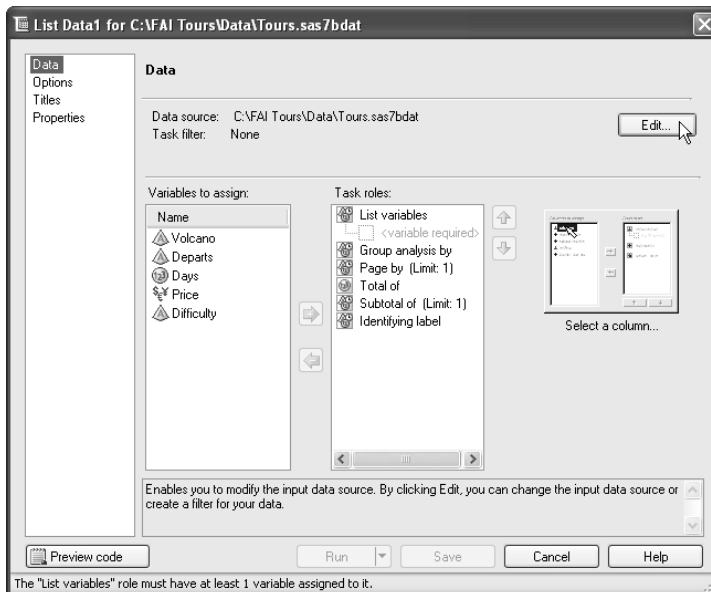 List Data1 for C:\FAI Tours\Data\Tours.sas7bdat
Data
Options
Titles
Properties
Data
Data source: C:\FAI Tours\Data\Tours.sas7bdat
Task filter: None
Edit...
Variables to assign:
Name
Volcano
Departs
Days
Price
Difficulty
Task roles:
List variables
<variable required>
Group analysis by
Page by (Limit: 1)
Total of
Subtotal of (Limit: 1)
Identifying label
Select a column...
Enables you to modify the input data source. By clicking Edit, you can change the input data source or
create a filter for your data.
Preview code
Run
Save
Cancel
Help
The "List variables" role must have at least 1 variable assigned to it.